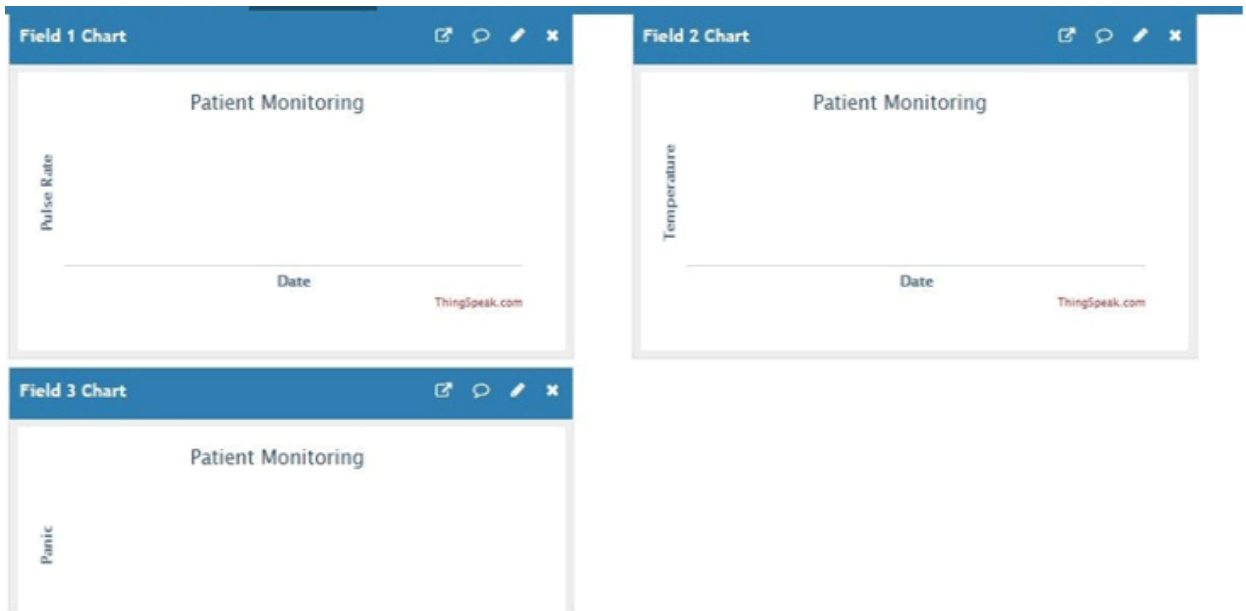 Field 1 Chart
Patient Monitoring
Pulse Rate
Date
ThingSpeak.com
Field 2 Chart
Patient Monitoring
Temperature
Date
ThingSpeak.com
Field 3 Chart
Patient Monitoring
Panic